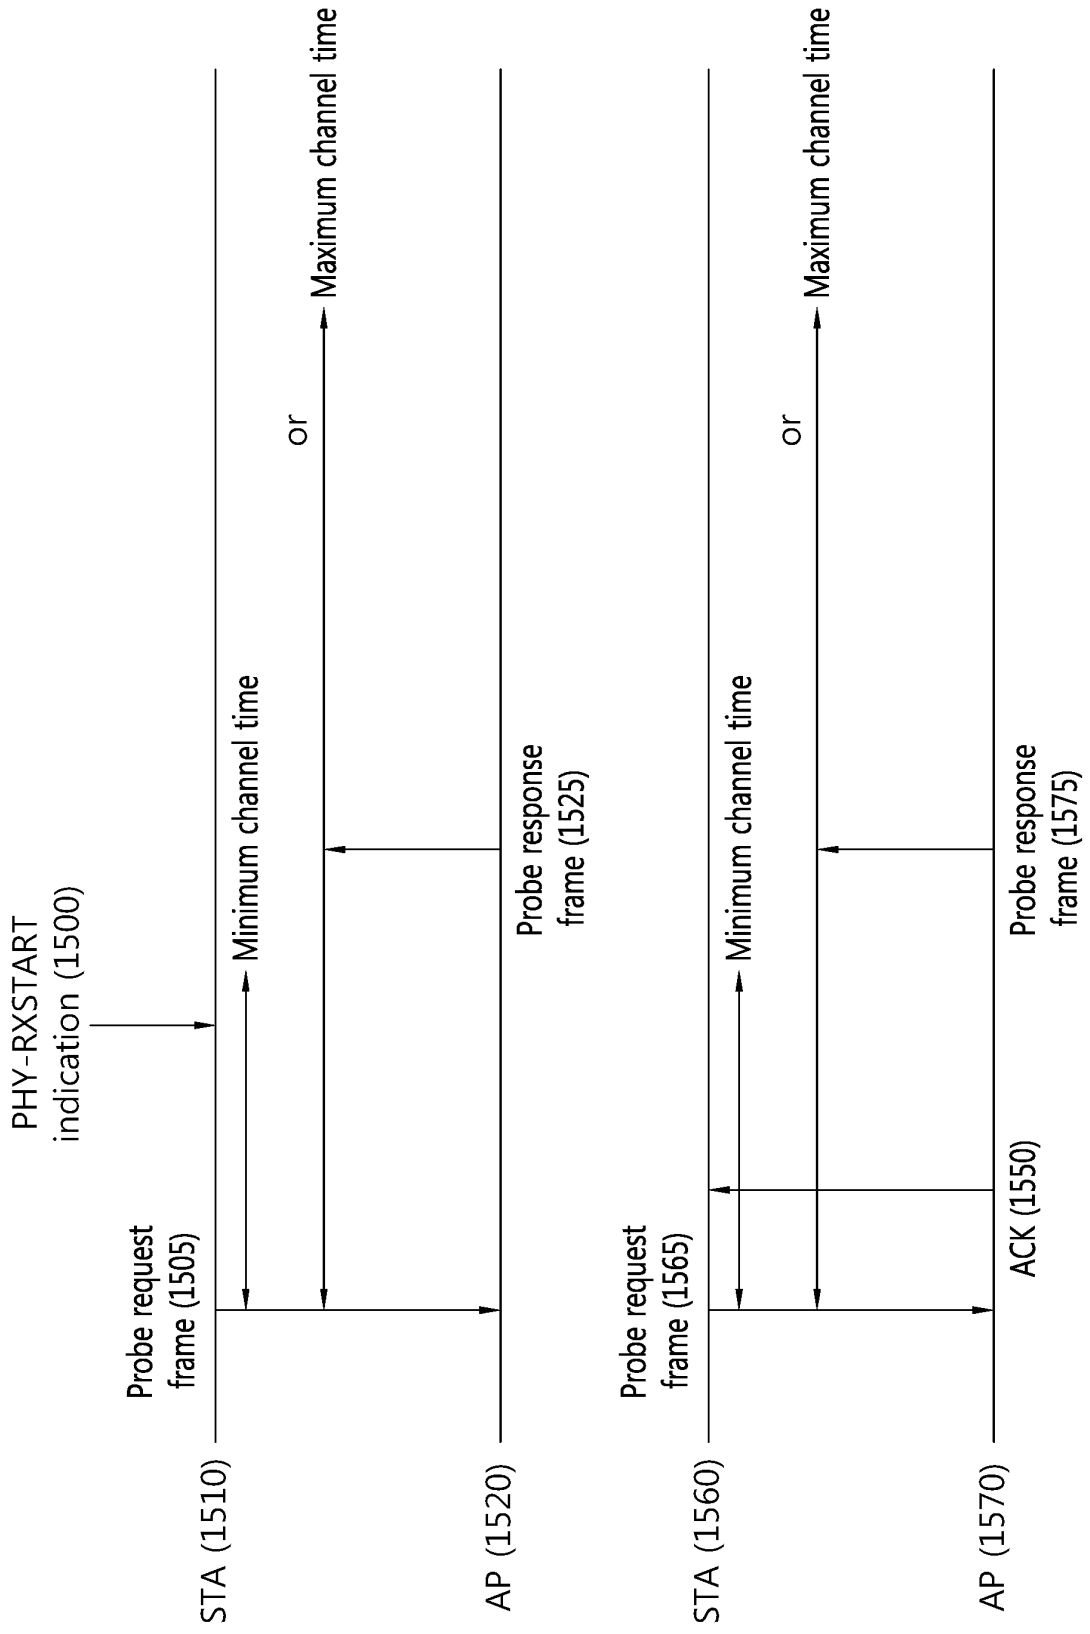 PHY-RXSTART
indication (1500)
Probe request
frame (1505)
STA (1510)
Minimum channel time
or
Maximum channel time
AP (1520)
Probe response
frame (1525)
Probe request
frame (1565)
STA (1560)
Minimum channel time
or
Maximum channel time
AP (1570)
ACK (1550)
Probe response
frame (1575)